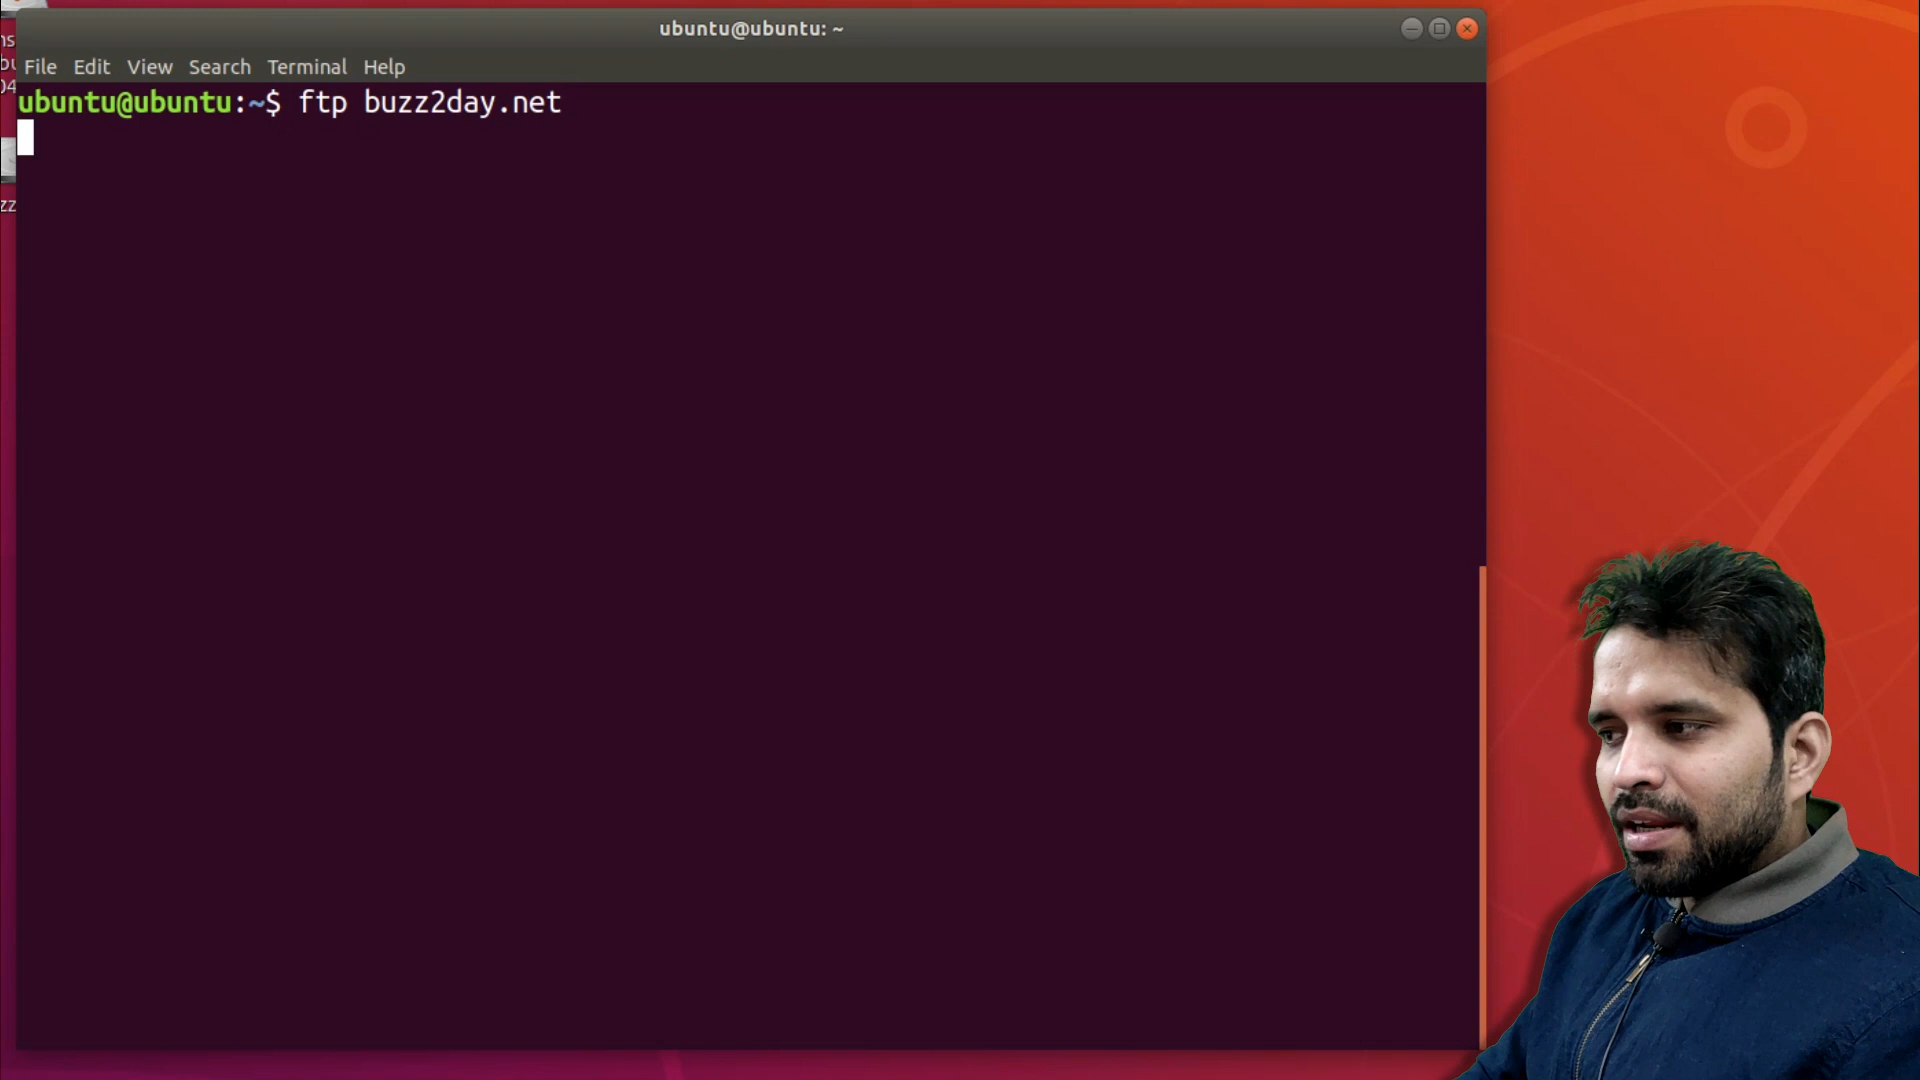 ubuntu@ubuntu: ~
File Edit View Search Terminal Help
ubuntu@ubuntu:~$ ftp buzz2day.net